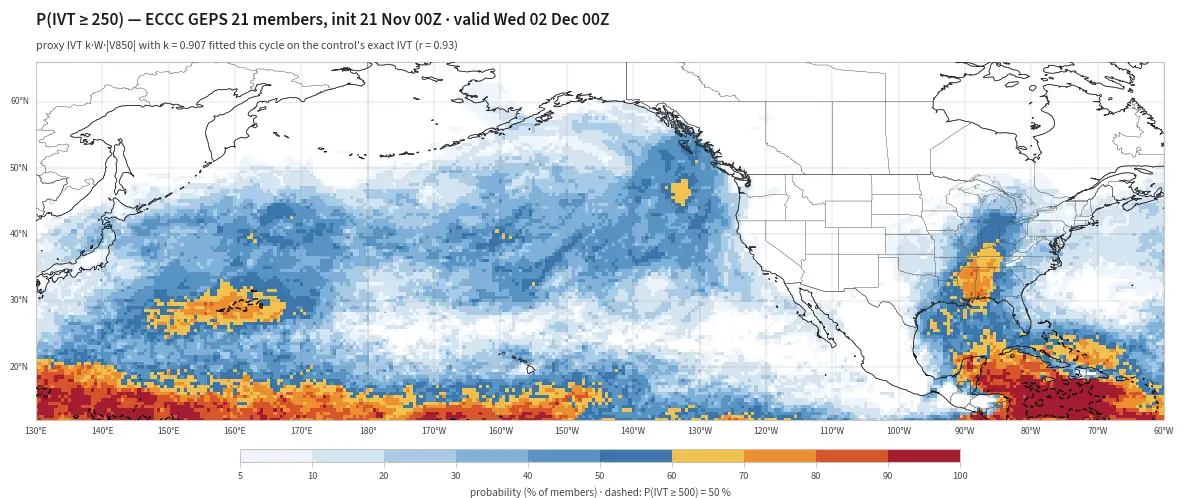 P(IVT ≥ 250) — ECCC GEPS 21 members, init 21 Nov 00Z · valid Wed 02 Dec 00Z
proxy IVT k·W·|V850| with k = 0.907 fitted this cycle on the control's exact IVT (r = 0.93)
60°N
50°N
40°N
30°N
20°N
130°E 140°E 150°E 160°E 170°E 180° 170°W 160°W 150°W 140°W 130°W 120°W 110°W 100°W 90°W 80°W 70°W 60°W
5 10 20 30 40 50 60 70 80 90 100
probability (% of members) · dashed: P(IVT ≥ 500) = 50 %